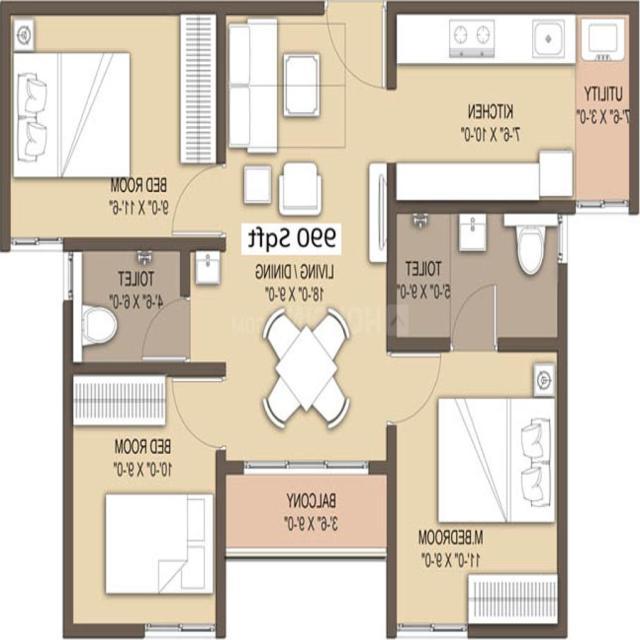 UTILITY
7'-6" X 3'-0"
KITCHEN
7'-6" X 10'-0"
BED ROOM
9'-0" X 11'-6"
990 Sqft
LIVING / DINING
18'-0" X 9'-0"
TOILET
5'-0" X 9'-0"
TOILET
4'-6" X 6'-0"
BED ROOM
10'-0" X 9'-0"
BALCONY
3'-6" X 9'-0"
M.BEDROOM
11'-0" X 9'-0"